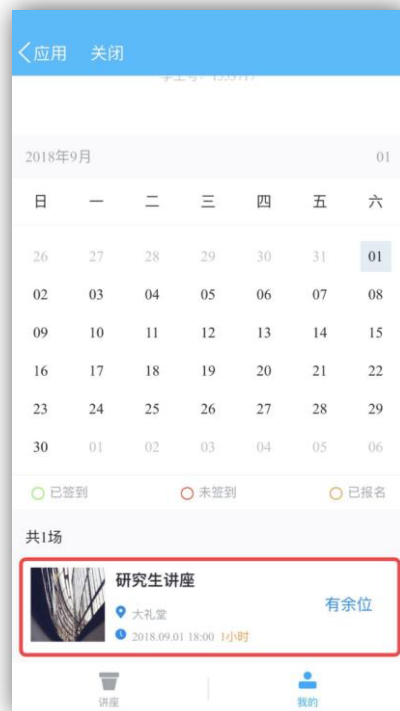 应用 关闭
2018年9月 01
日 一 二 三 四 五 六
26 27 28 29 30 31 01
02 03 04 05 06 07 08
09 10 11 12 13 14 15
16 17 18 19 20 21 22
23 24 25 26 27 28 29
30 01 02 03 04 05 06
已签到 未签到 已报名
共1场
研究生讲座
有余位
大礼堂
2018.09.01 18:00 1小时
讲座 我的